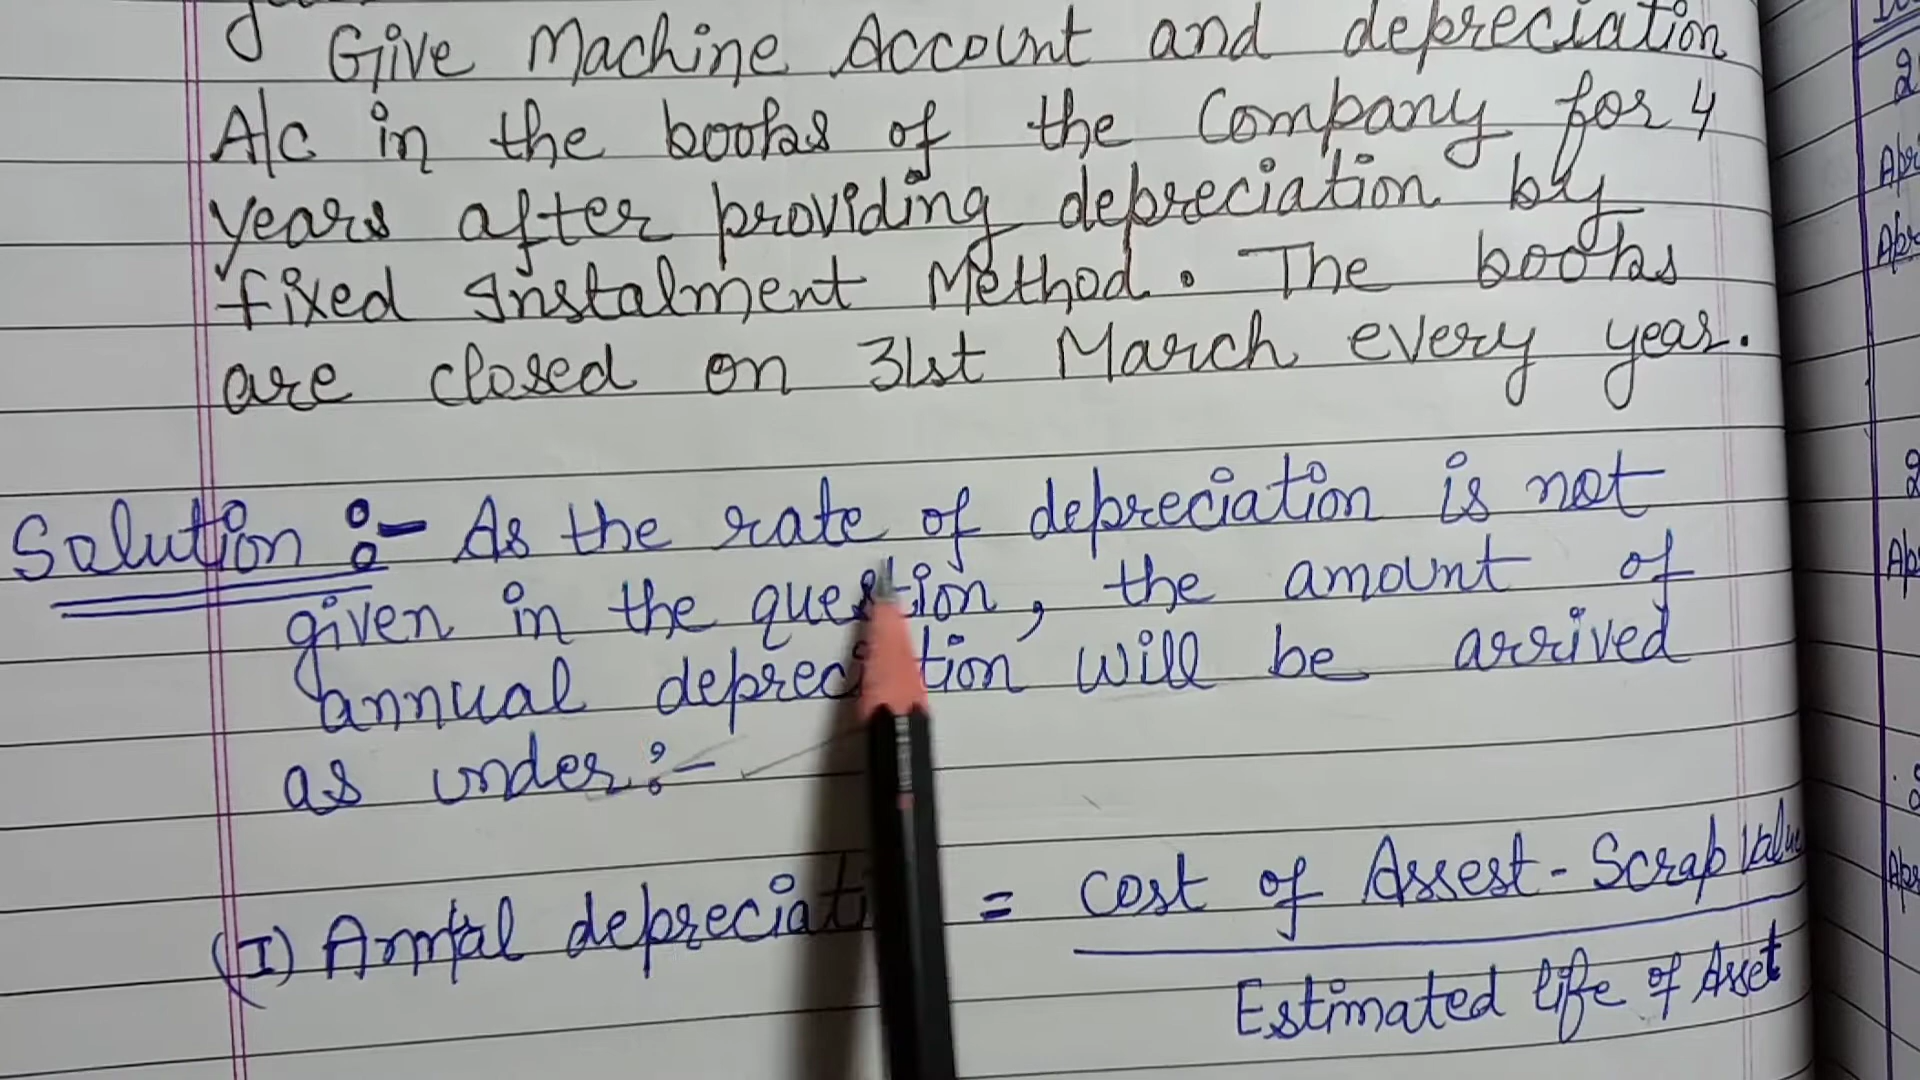 Give Machine Account and depreciation
A/c in the books of the Company for 4
years after providing depreciation by
fixed Instalment Method. The books
are closed on 31st March every year.
Solution :- As the rate of depreciation is not
given in the question, the amount of
annual depreciation will be arrived
as under :-
(I) Annual depreciati = Cost of Assest - Scrap Value
Estimated life of Asset